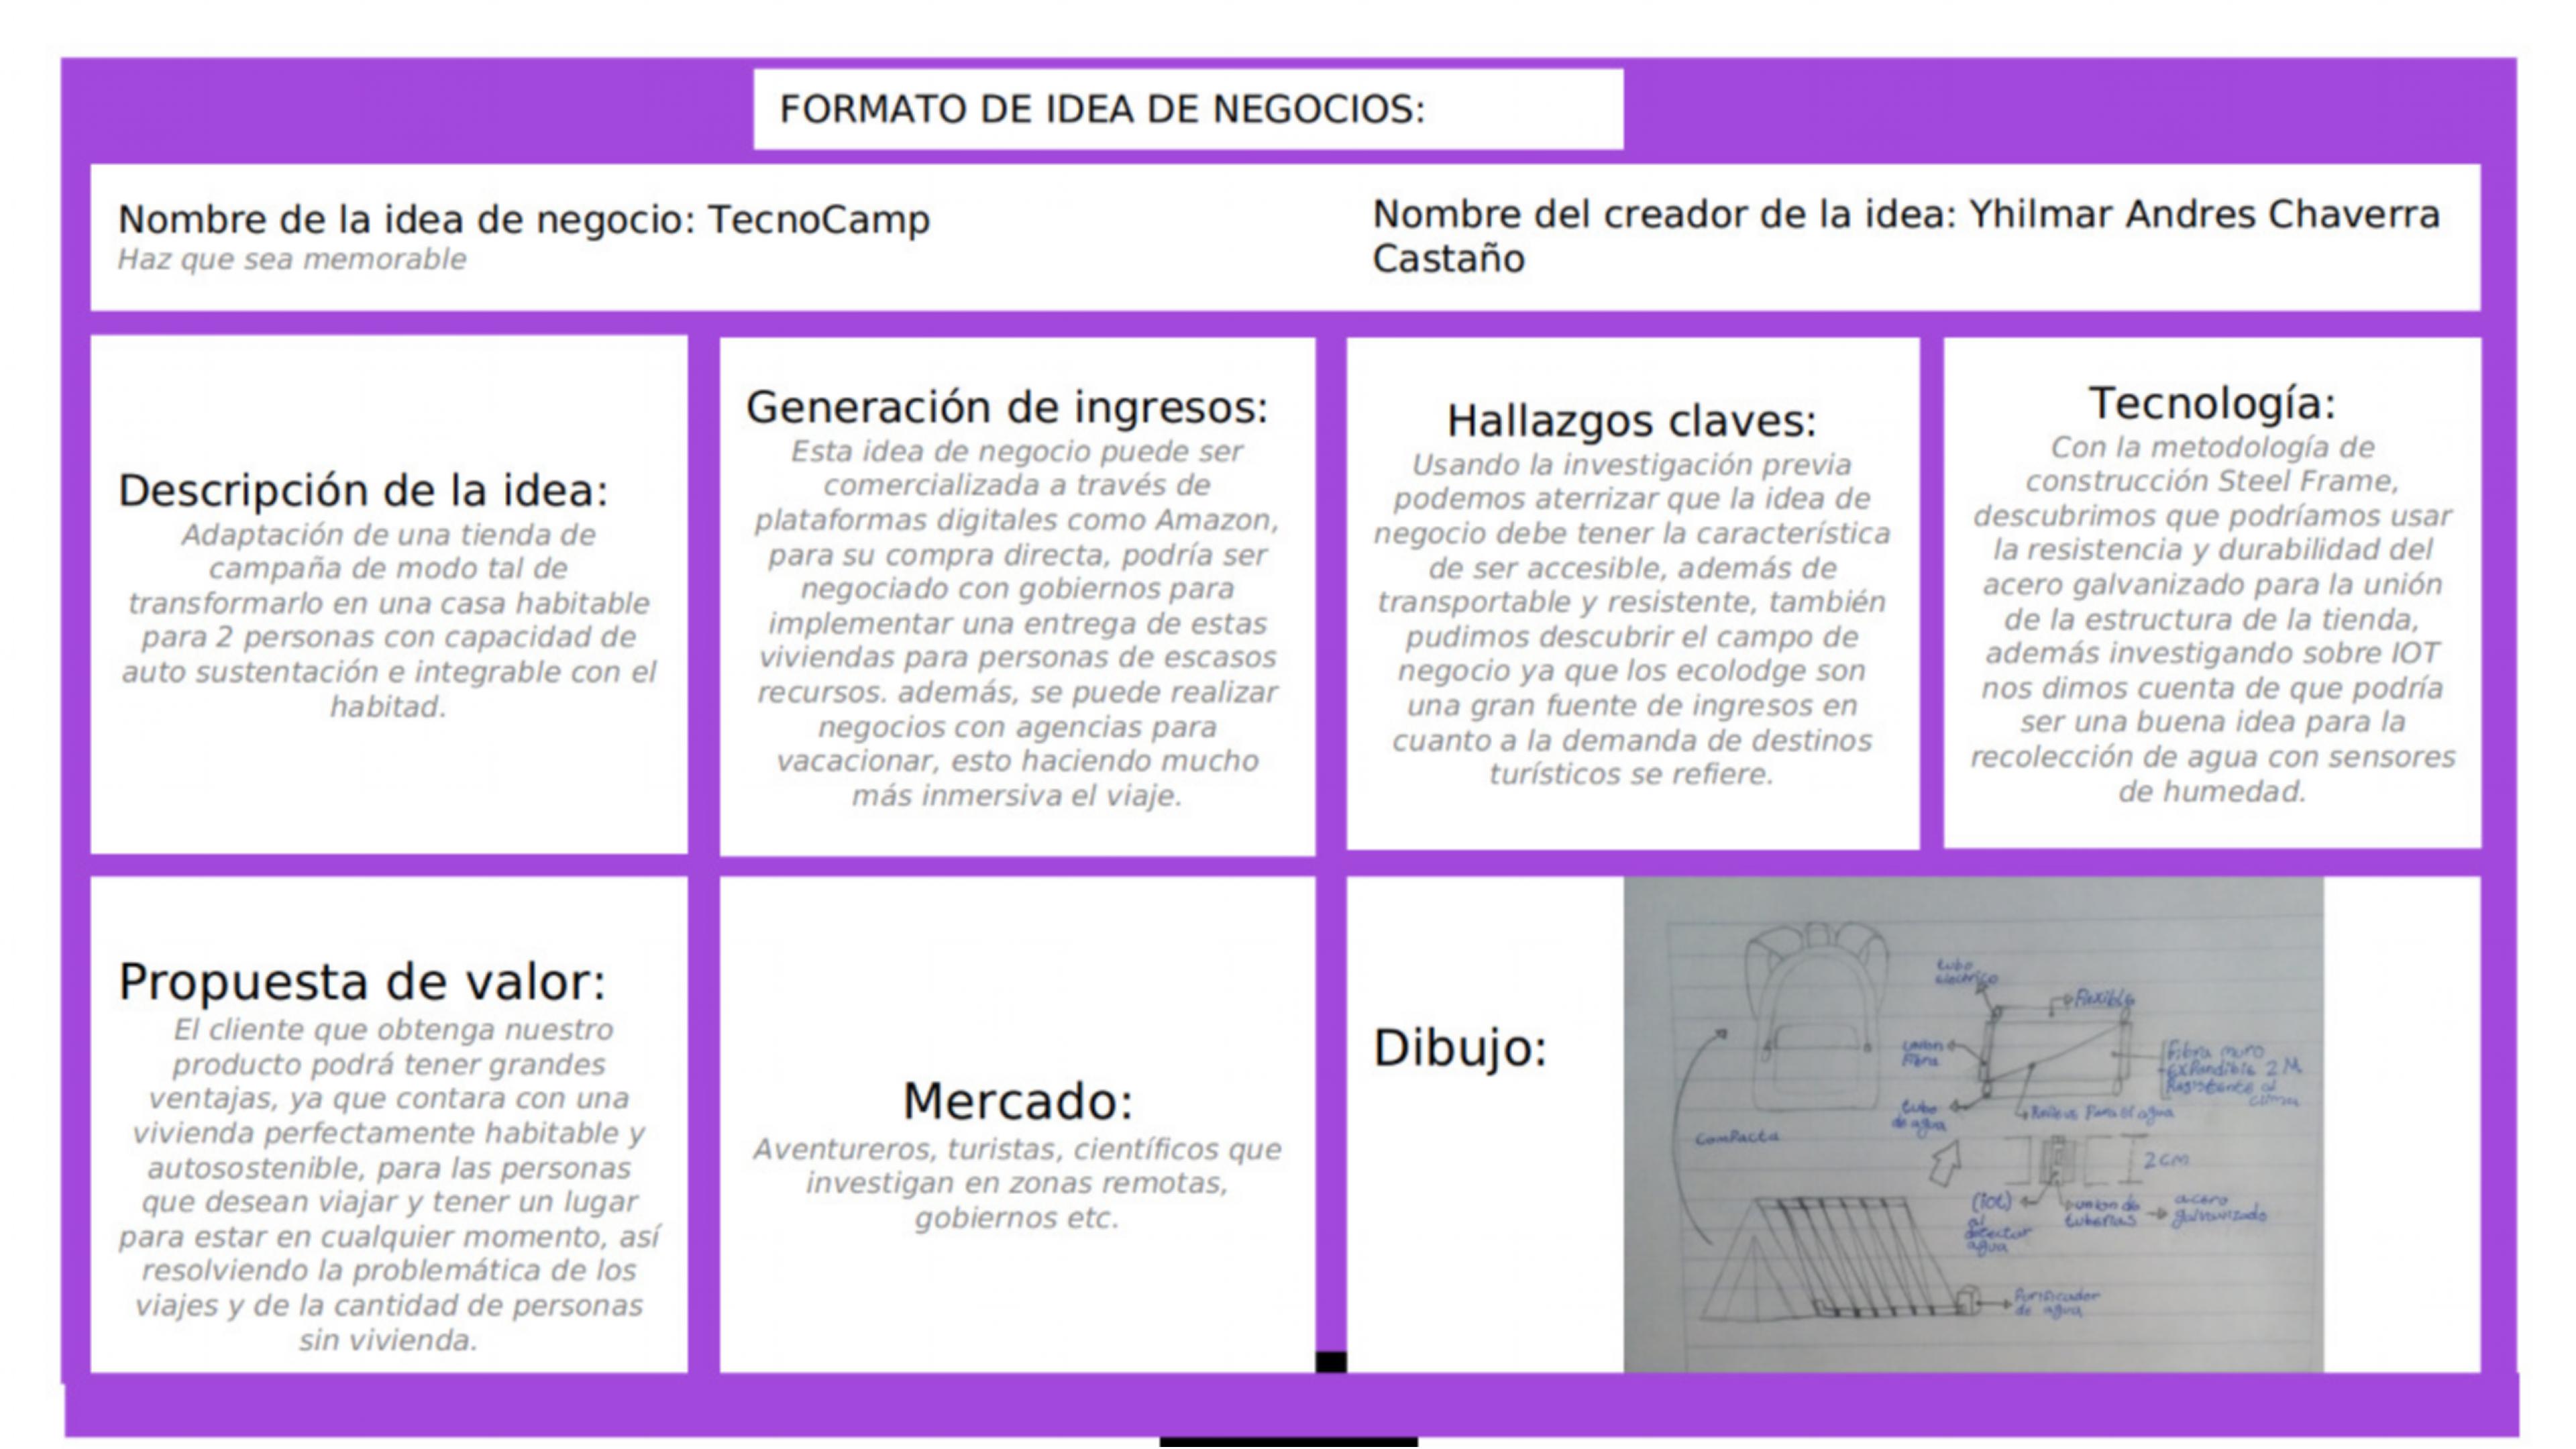 FORMATO DE IDEA DE NEGOCIOS:
Nombre de la idea de negocio: TecnoCamp
Haz que sea memorable
Nombre del creador de la idea: Yhilmar Andres Chaverra
Castaño
Descripción de la idea:
Adaptación de una tienda de
campaña de modo tal de
transformarlo en una casa habitable
para 2 personas con capacidad de
auto sustentación e integrable con el
habitad.
Generación de ingresos:
Esta idea de negocio puede ser
comercializada a través de
plataformas digitales como Amazon,
para su compra directa, podría ser
negociado con gobiernos para
implementar una entrega de estas
viviendas para personas de escasos
recursos. además, se puede realizar
negocios con agencias para
vacacionar, esto haciendo mucho
más inmersiva el viaje.
Hallazgos claves:
Usando la investigación previa
podemos aterrizar que la idea de
negocio debe tener la característica
de ser accesible, además de
transportable y resistente, también
pudimos descubrir el campo de
negocio ya que los ecolodge son
una gran fuente de ingresos en
cuanto a la demanda de destinos
turísticos se refiere.
Tecnología:
Con la metodología de
construcción Steel Frame,
descubrimos que podríamos usar
la resistencia y durabilidad del
acero galvanizado para la unión
de la estructura de la tienda,
además investigando sobre IOT
nos dimos cuenta de que podría
ser una buena idea para la
recolección de agua con sensores
de humedad.
Propuesta de valor:
El cliente que obtenga nuestro
producto podrá tener grandes
ventajas, ya que contara con una
vivienda perfectamente habitable y
autosostenible, para las personas
que desean viajar y tener un lugar
para estar en cualquier momento, así
resolviendo la problemática de los
viajes y de la cantidad de personas
sin vivienda.
Mercado:
Aventureros, turistas, científicos que
investigan en zonas remotas,
gobiernos etc.
Dibujo:
tubo
electrico
Flexible
union
Fibra
Fibra muro
Expandible 2 M
Resistente al
clima
tubo
de agua
Relieve Para el agua
ComPacta
2 cm
(iot)
al
detectar
agua
union de
tuberias
acero
galvanizado
Purificador
de agua